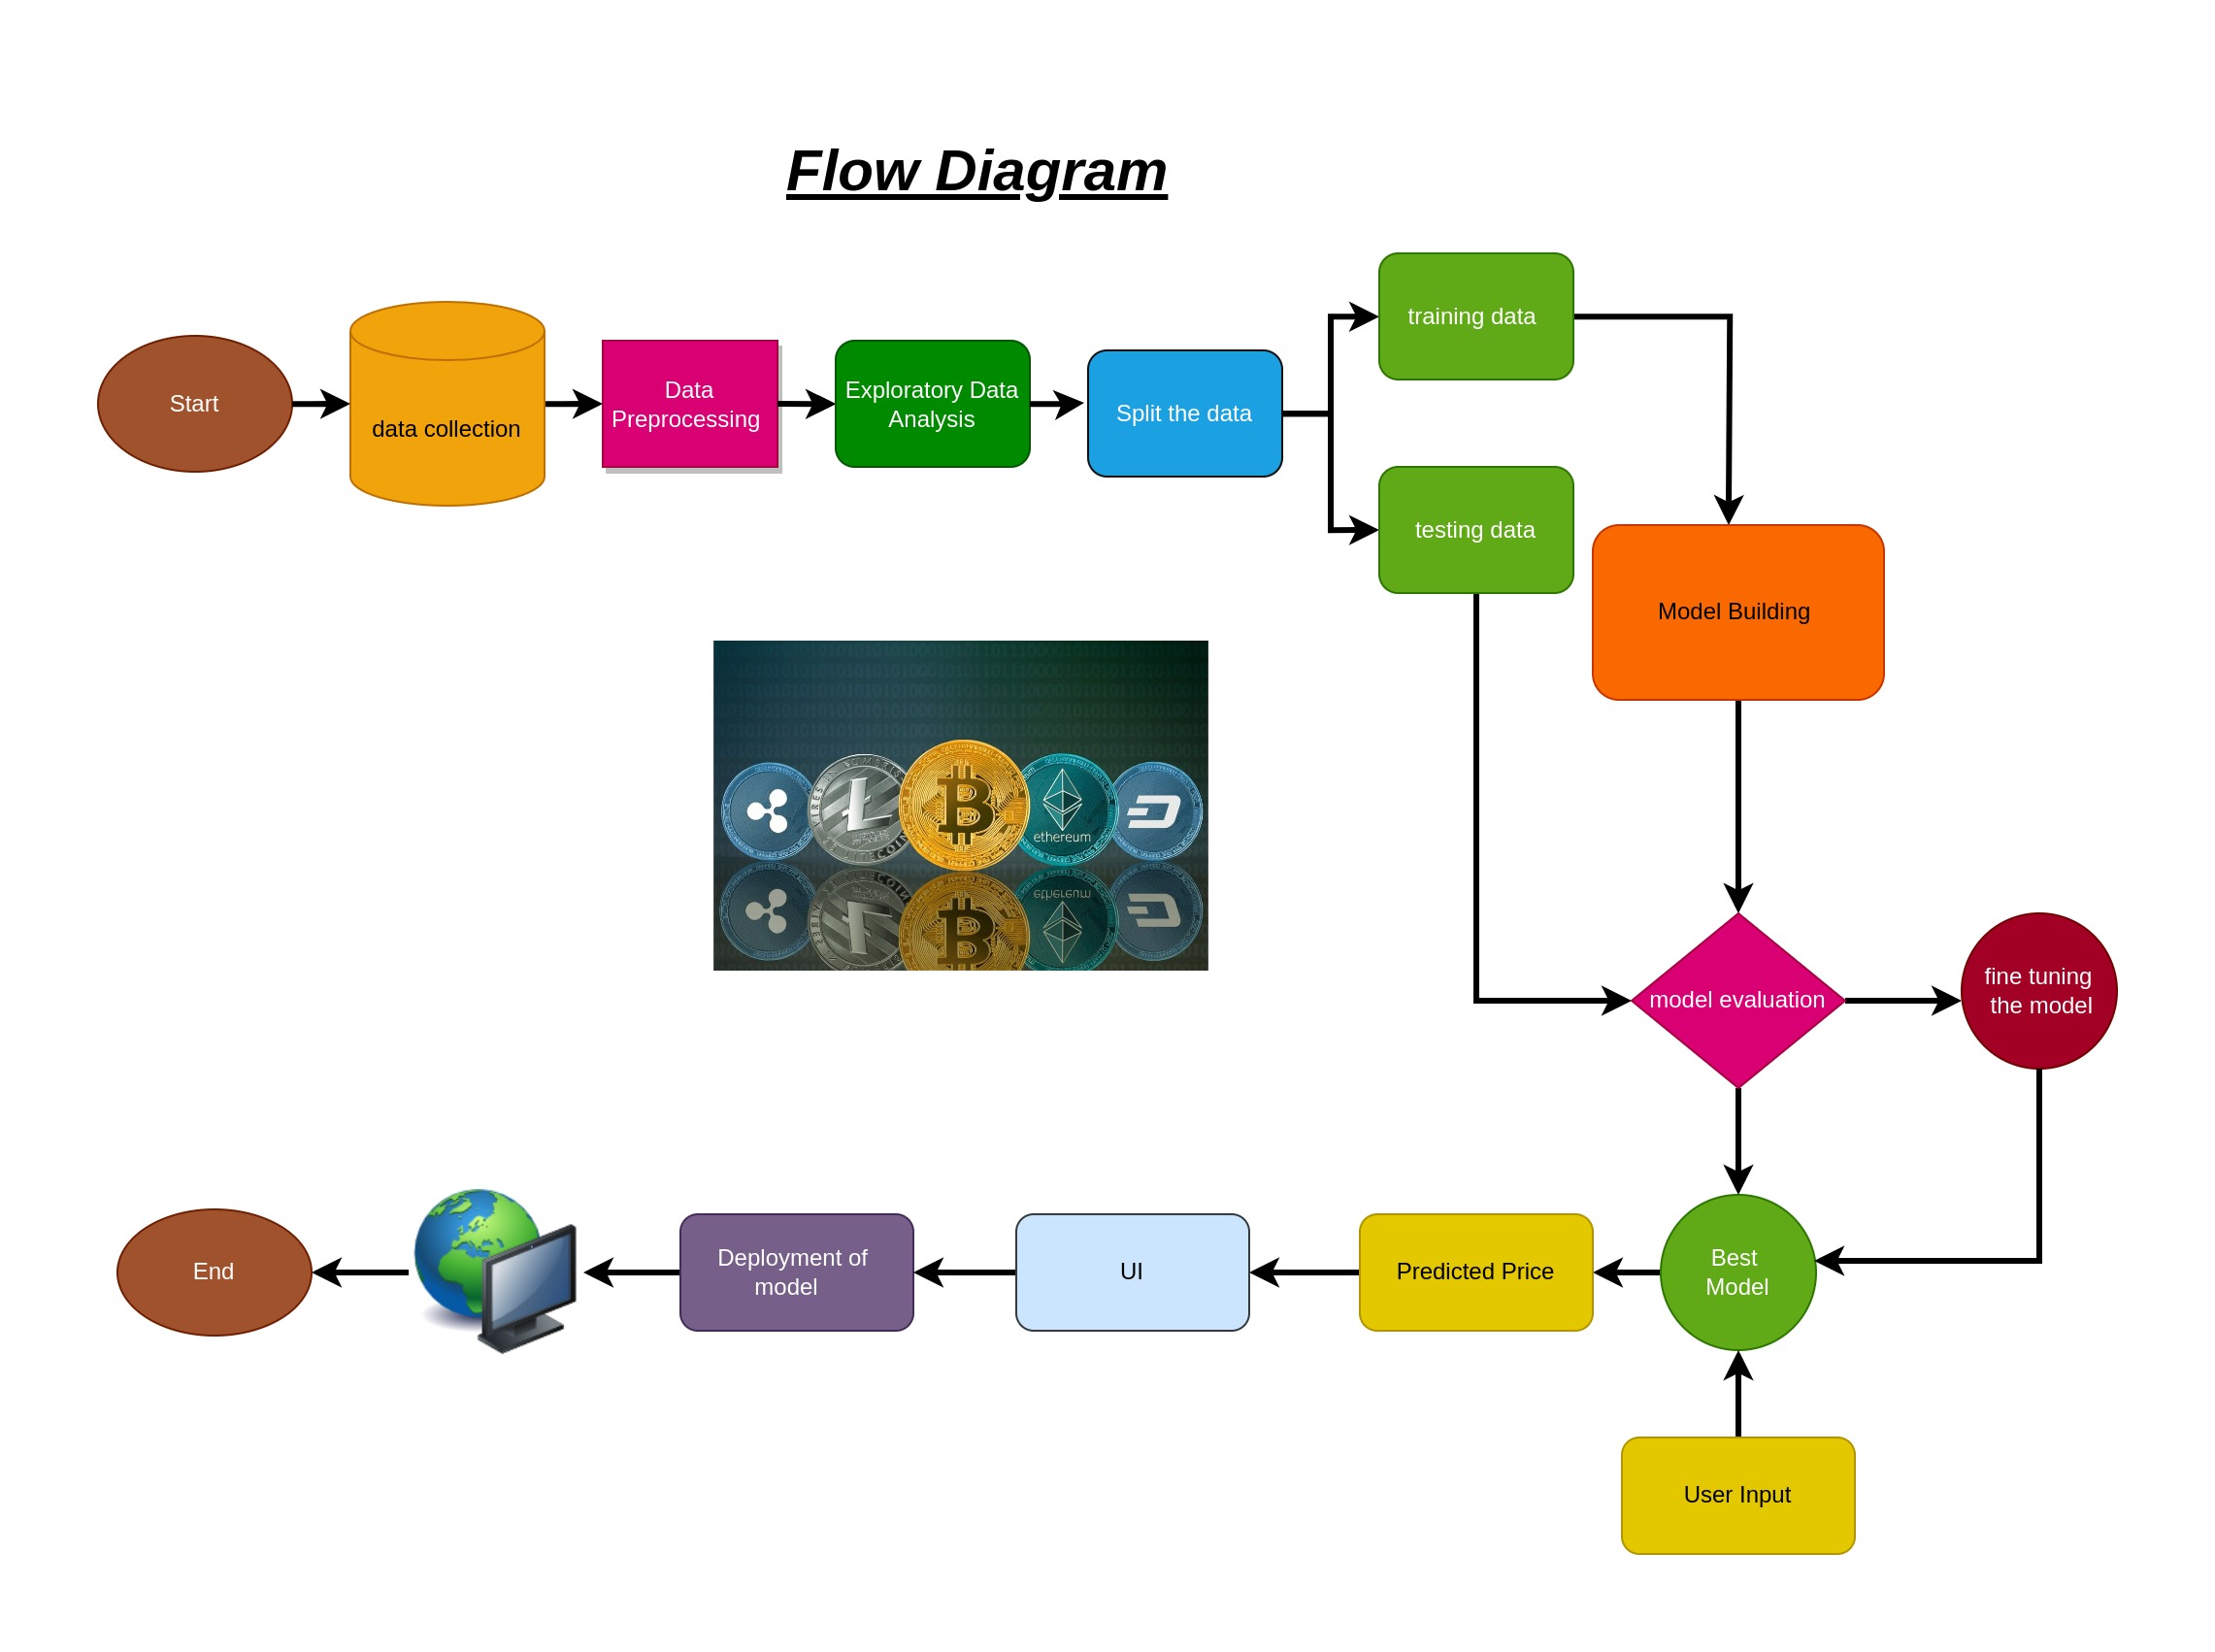 Flow Diagram
Start
data collection
Data
Preprocessing
Exploratory Data
Analysis
Split the data
training data
testing data
Model Building
ethereum
model evaluation
fine tuning
the model
Best
Model
User Input
Predicted Price
UI
Deployment of
model
End